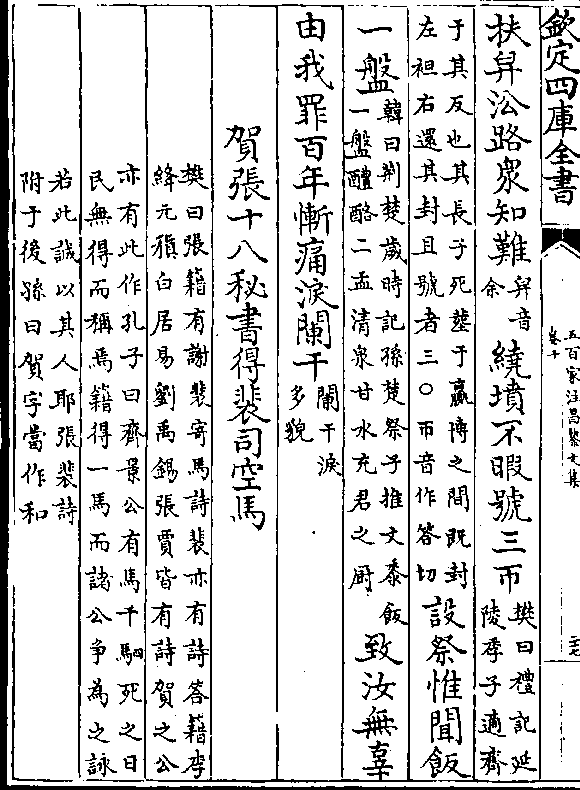 欽定四庫全書
五百家注昌黎文集
卷十
扶舁㳂路衆知難
舁音
余
繞墳不暇號三帀
樊曰禮記延
陵季子適齊
于其反也其長子死塟于嬴博之間既封
左袒右還其封且號者三〇帀音作答切
設祭惟聞飯
一盤
韓曰荆楚歲時記孫楚祭子推文黍飯
一盤醴酪二盂清泉甘水充君之厨
致汝無辜
由我罪百年慚痛淚闌干
闌干淚
多貌
賀張十八秘書得裴司空馬
樊曰張籍有謝裴寄馬詩裴亦有詩答籍李
絳元稹白居易劉禹錫張賈皆有詩賀之公
亦有此作孔子曰齊景公有馬千駟死之日
民無得而稱焉籍得一馬而諸公争為之詠
若此誠以其人耶張裴詩
附于後孫曰賀字當作和